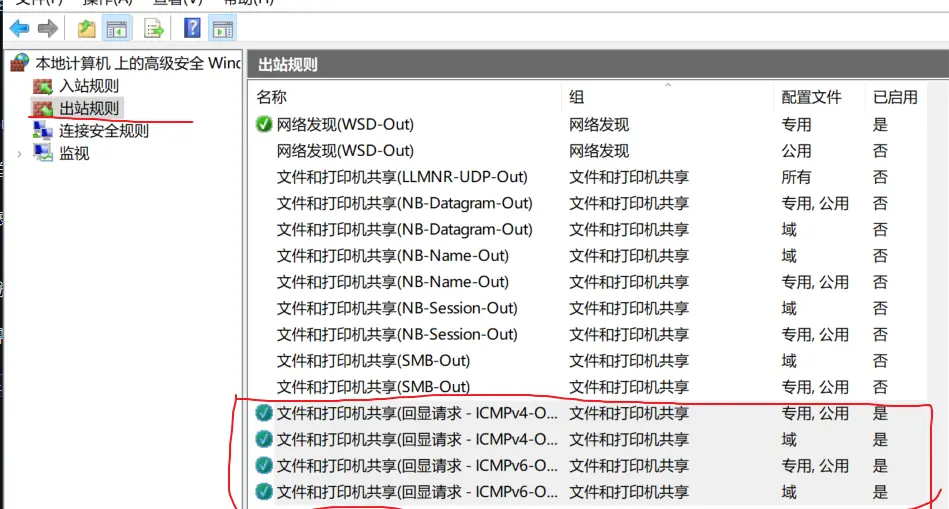 文件(F) 操作(A) 查看(V) 帮助(H)
本地计算机 上的高级安全 Wind
入站规则
出站规则
连接安全规则
监视
出站规则
名称 组 配置文件 已启用
网络发现(WSD-Out) 网络发现 专用 是
网络发现(WSD-Out) 网络发现 公用 否
文件和打印机共享(LLMNR-UDP-Out) 文件和打印机共享 所有 否
文件和打印机共享(NB-Datagram-Out) 文件和打印机共享 专用, 公用 否
文件和打印机共享(NB-Datagram-Out) 文件和打印机共享 域 否
文件和打印机共享(NB-Name-Out) 文件和打印机共享 域 否
文件和打印机共享(NB-Name-Out) 文件和打印机共享 专用, 公用 否
文件和打印机共享(NB-Session-Out) 文件和打印机共享 域 否
文件和打印机共享(NB-Session-Out) 文件和打印机共享 专用, 公用 否
文件和打印机共享(SMB-Out) 文件和打印机共享 域 否
文件和打印机共享(SMB-Out) 文件和打印机共享 专用, 公用 否
文件和打印机共享(回显请求 - ICMPv4-O... 文件和打印机共享 专用, 公用 是
文件和打印机共享(回显请求 - ICMPv4-O... 文件和打印机共享 域 是
文件和打印机共享(回显请求 - ICMPv6-O... 文件和打印机共享 专用, 公用 是
文件和打印机共享(回显请求 - ICMPv6-O... 文件和打印机共享 域 是